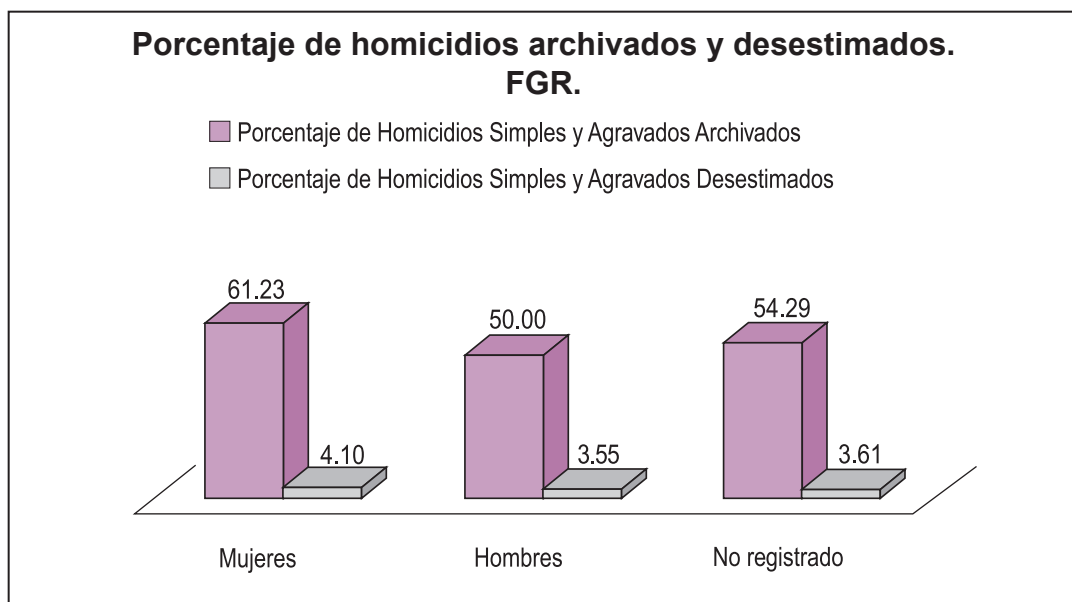 Porcentaje de homicidios archivados y desestimados.
FGR.
Porcentaje de Homicidios Simples y Agravados Archivados
Porcentaje de Homicidios Simples y Agravados Desestimados
61.23
4.10
50.00
3.55
54.29
3.61
Mujeres
Hombres
No registrado